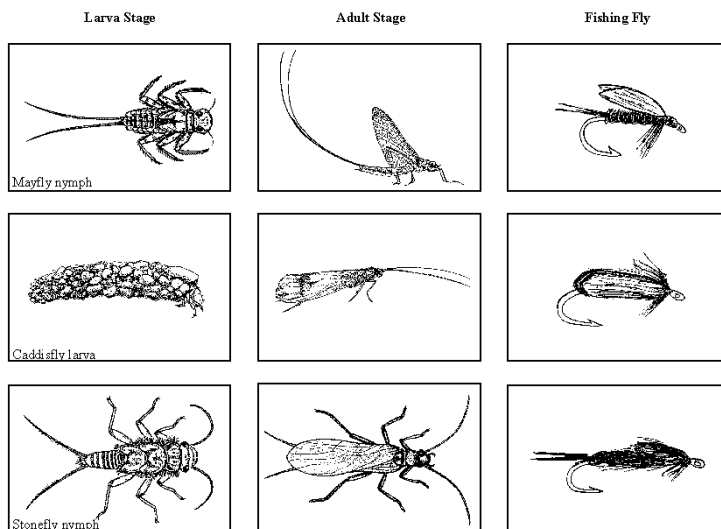 Larva Stage
Adult Stage
Fishing Fly
Mayfly nymph
Caddisfly larva
Stonefly nymph